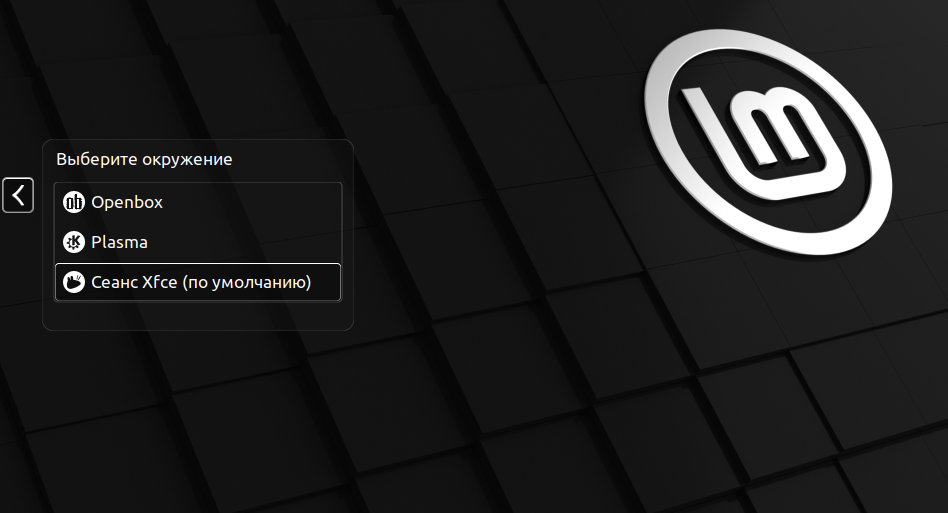 Выберите окружение
Openbox
Plasma
Сеанс Xfce (по умолчанию)